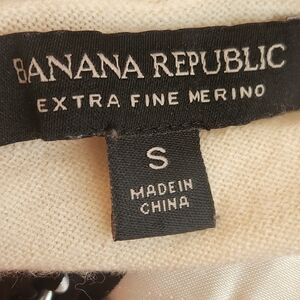 BANANA REPUBLIC
EXTRA FINE MERINO
S
MADE IN
CHINA